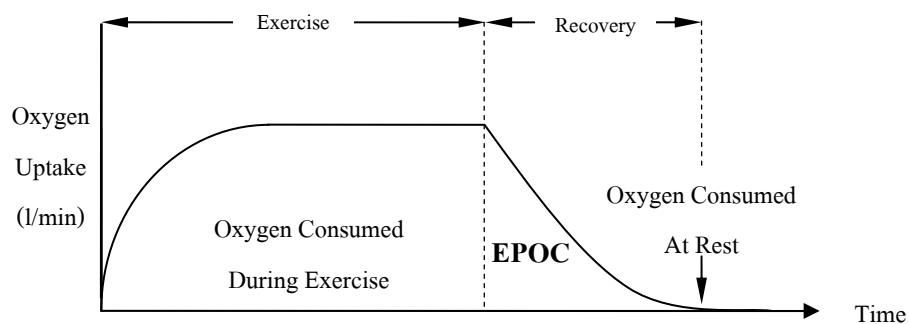 Exercise
Recovery
Oxygen
Uptake
(l/min)
Oxygen Consumed
During Exercise
EPOC
Oxygen Consumed
At Rest
Time